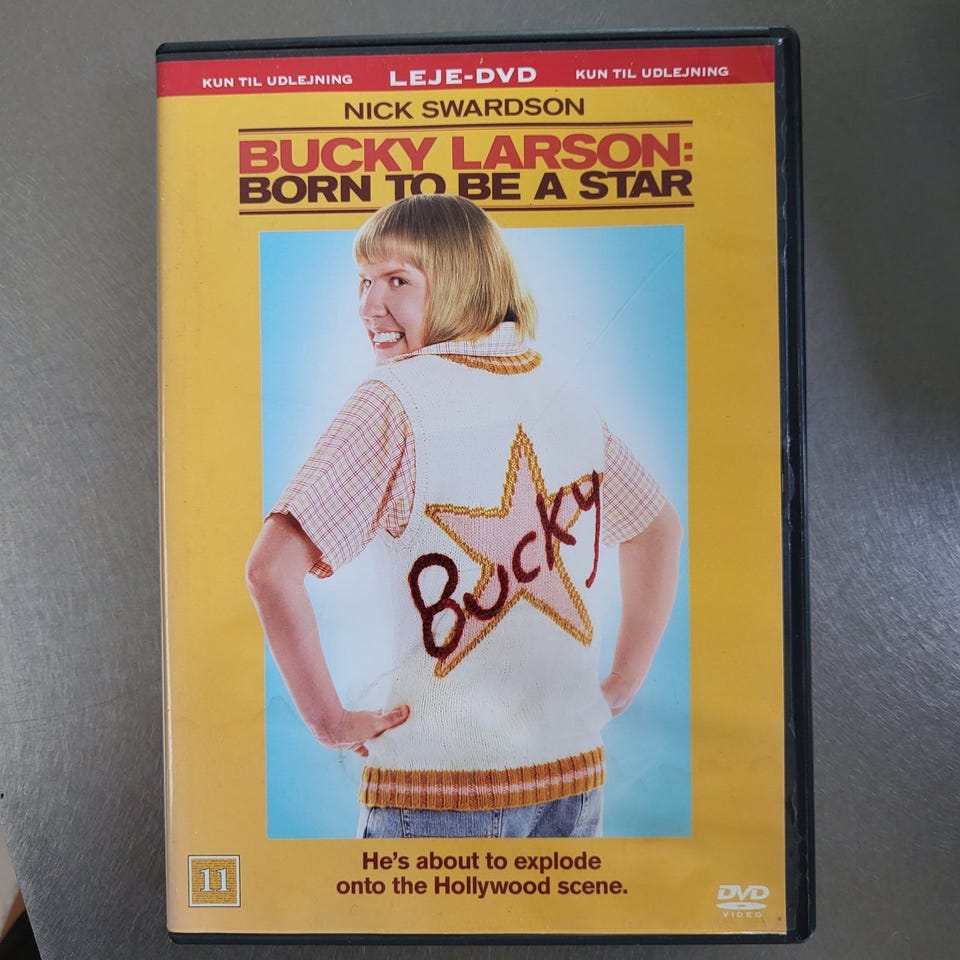 KUN TIL UDLEJNING LEJE-DVD KUN TIL UDLEJNING
NICK SWARDSON
BUCKY LARSON:
BORN TO BE A STAR
Bucky
He's about to explode
onto the Hollywood scene.
11
DVD
VIDEO